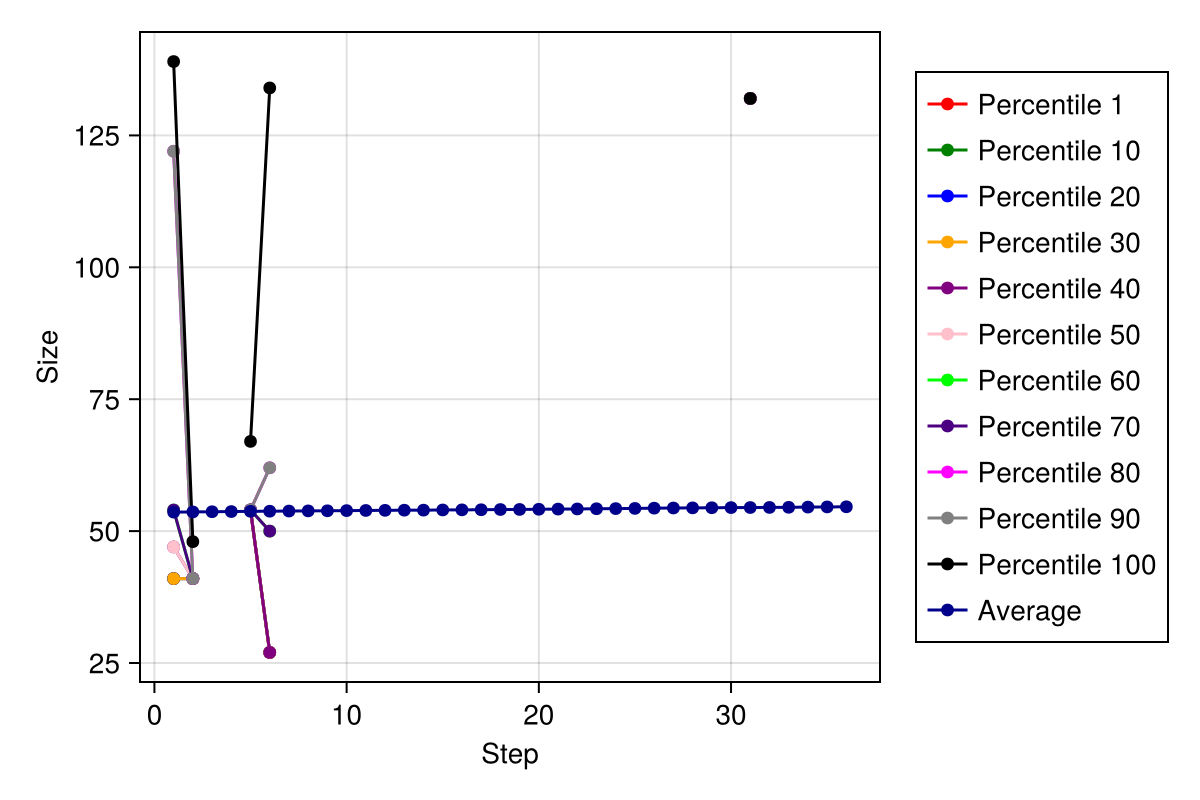 125
100
75
50
25
Size
0 10 20 30
Step
Percentile 1
Percentile 10
Percentile 20
Percentile 30
Percentile 40
Percentile 50
Percentile 60
Percentile 70
Percentile 80
Percentile 90
Percentile 100
Average